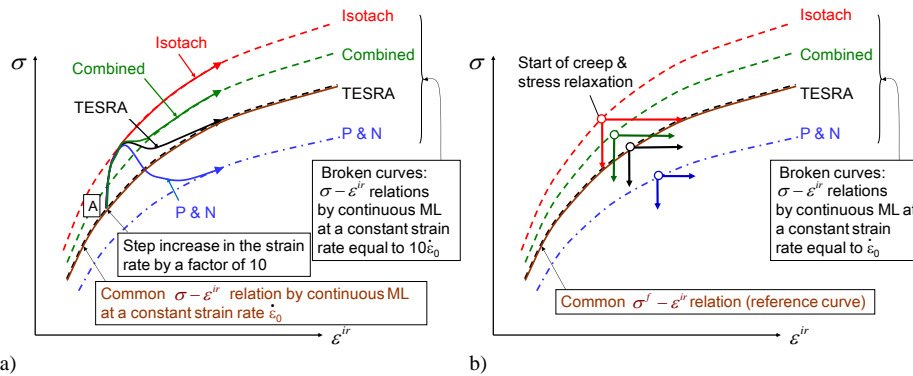 Isotach
Combined
TESRA
P & N
σ
Isotach
Combined
TESRA
P & N
A
Step increase in the strain
rate by a factor of 10
Common σ − ε^{ir} relation by continuous ML
at a constant strain rate ε̇₀
Broken curves:
σ − ε^{ir} relations
by continuous ML
at a constant strain
rate equal to 10ε̇₀
ε^{ir}
a)
σ
Start of creep &
stress relaxation
Isotach
Combined
TESRA
P & N
Broken curves:
σ − ε^{ir} relations
by continuous ML at
a constant strain
rate equal to ε̇₀
Common σ^f − ε^{ir} relation (reference curve)
ε^{ir}
b)